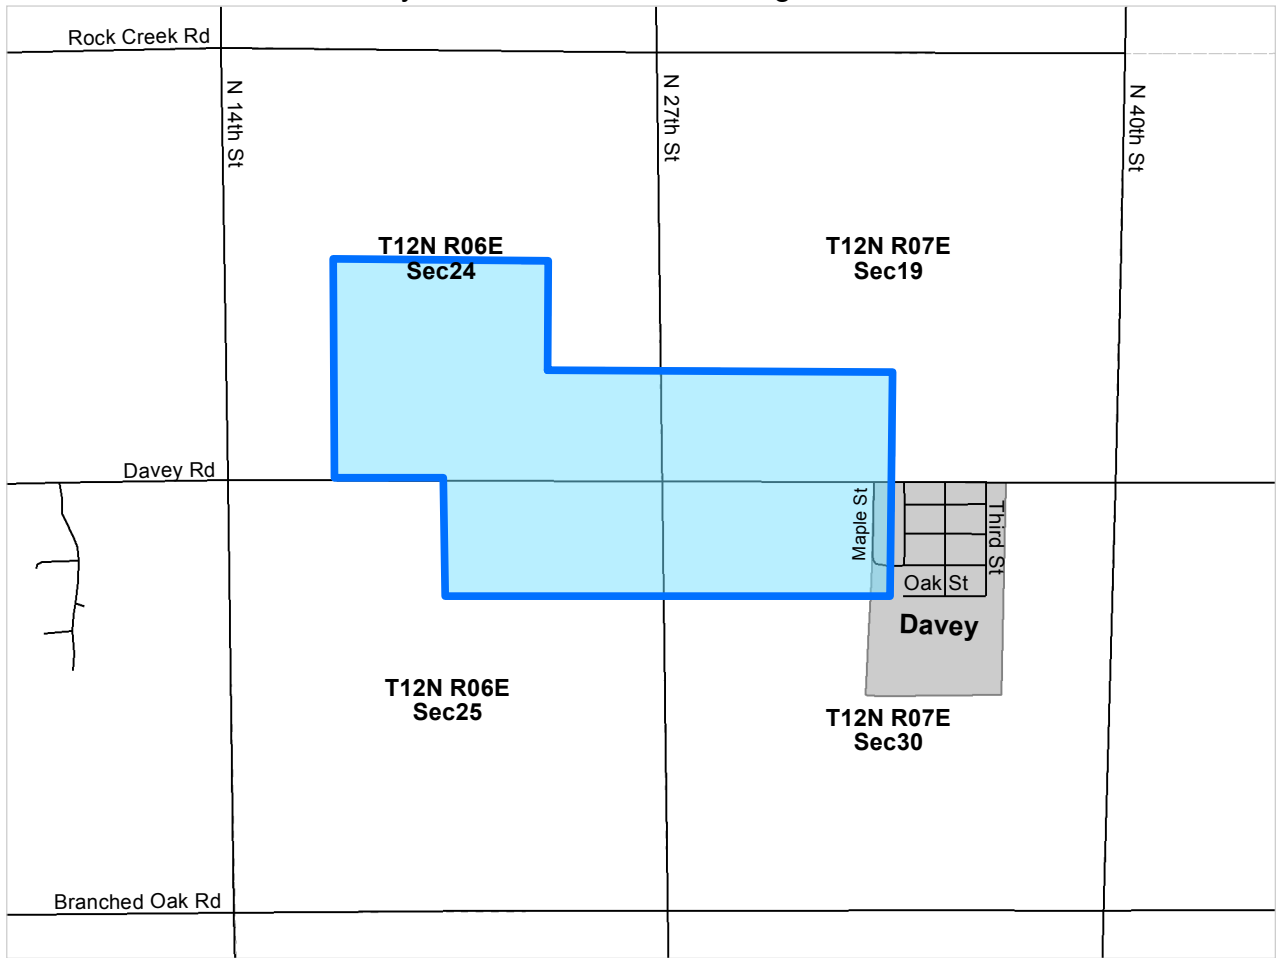 Rock Creek Rd
N 14th St
N 27th St
N 40th St
T12N R06E
Sec24
T12N R07E
Sec19
Davey Rd
Maple St
Third St
Oak St
Davey
T12N R06E
Sec25
T12N R07E
Sec30
Branched Oak Rd